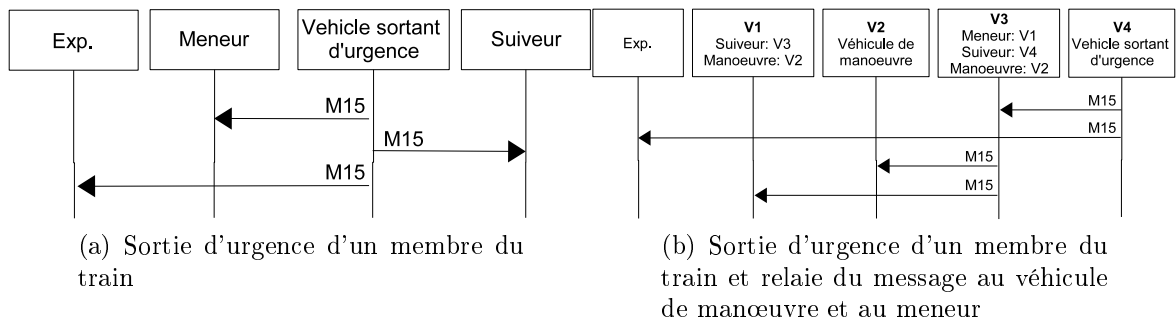 Exp.
Meneur
Vehicle sortant
d'urgence
Suiveur
M15
M15
M15
(a) Sortie d'urgence d'un membre du
train
Exp.
V1
Suiveur: V3
Manoeuvre: V2
V2
Véhicule de
manoeuvre
V3
Meneur: V1
Suiveur: V4
Manoeuvre: V2
V4
Vehicle sortant
d'urgence
M15
M15
M15
M15
(b) Sortie d'urgence d'un membre du
train et relaie du message au véhicule
de manœuvre et au meneur